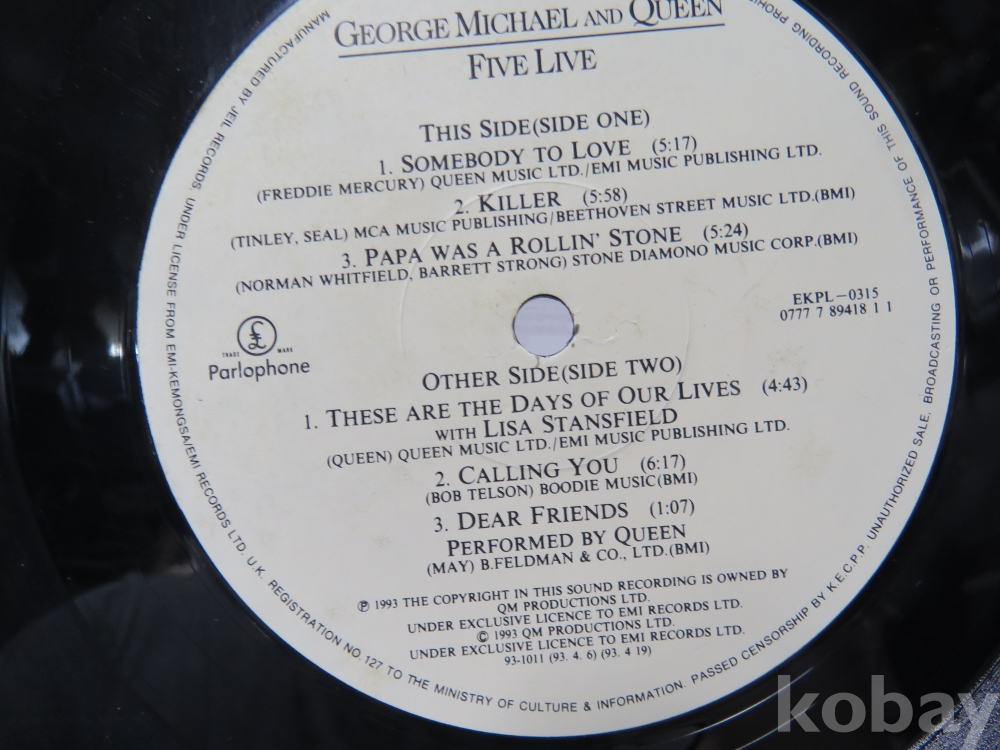 GEORGE MICHAEL AND QUEEN
FIVE LIVE
THIS SIDE(SIDE ONE)
1. SOMEBODY TO LOVE (5:17)
(FREDDIE MERCURY) QUEEN MUSIC LTD./EMI MUSIC PUBLISHING LTD.
2. KILLER (5:58)
(TINLEY, SEAL) MCA MUSIC PUBLISHING/BEETHOVEN STREET MUSIC LTD.(BMI)
3. PAPA WAS A ROLLIN' STONE (5:24)
(NORMAN WHITFIELD, BARRETT STRONG) STONE DIAMONO MUSIC CORP.(BMI)
EKPL-0315
0777 7 89418 1 1
£
TRADE MARK
Parlophone
OTHER SIDE(SIDE TWO)
1. THESE ARE THE DAYS OF OUR LIVES (4:43)
WITH LISA STANSFIELD
(QUEEN) QUEEN MUSIC LTD./EMI MUSIC PUBLISHING LTD.
2. CALLING YOU (6:17)
(BOB TELSON) BOODIE MUSIC(BMI)
3. DEAR FRIENDS (1:07)
PERFORMED BY QUEEN
(MAY) B.FELDMAN & CO., LTD.(BMI)
℗ 1993 THE COPYRIGHT IN THIS SOUND RECORDING IS OWNED BY
QM PRODUCTIONS LTD.
UNDER EXCLUSIVE LICENCE TO EMI RECORDS LTD.
© 1993 QM PRODUCTIONS LTD.
UNDER EXCLUSIVE LICENCE TO EMI RECORDS LTD.
93-1011 (93. 4. 6) (93. 4 19)
MANUFACTURED BY JEIL RECORDS, UNDER LICENSE FROM EMI-KEMONGSA/EMI RECORDS LTD. U.K. REGISTRATION NO. 127 TO THE MINISTRY OF CULTURE & INFORMATION. PASSED CENSORSHIP BY K.E.C.P.P. UNAUTHORIZED SALE, BROADCASTING OR PERFORMANCE OF THIS SOUND RECORDING
kobay